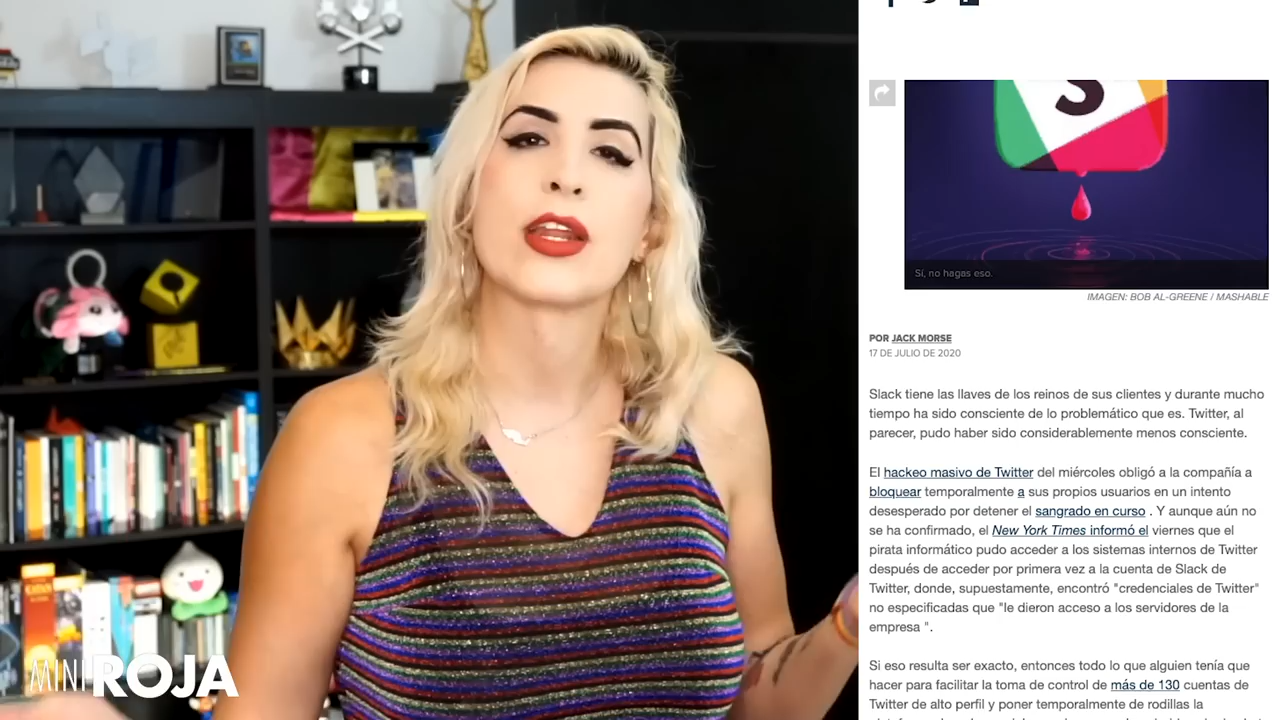 S
Sí, no hagas eso.
IMAGEN: BOB AL-GREENE / MASHABLE
POR JACK MORSE
17 DE JULIO DE 2020
Slack tiene las llaves de los reinos de sus clientes y durante mucho
tiempo ha sido consciente de lo problemático que es. Twitter, al
parecer, pudo haber sido considerablemente menos consciente.
El hackeo masivo de Twitter del miércoles obligó a la compañía a
bloquear temporalmente a sus propios usuarios en un intento
desesperado por detener el sangrado en curso . Y aunque aún no
se ha confirmado, el New York Times informó el viernes que el
pirata informático pudo acceder a los sistemas internos de Twitter
después de acceder por primera vez a la cuenta de Slack de
Twitter, donde, supuestamente, encontró "credenciales de Twitter"
no especificadas que "le dieron acceso a los servidores de la
empresa ".
Si eso resulta ser exacto, entonces todo lo que alguien tenía que
hacer para facilitar la toma de control de más de 130 cuentas de
Twitter de alto perfil y poner temporalmente de rodillas la
MINI ROJA